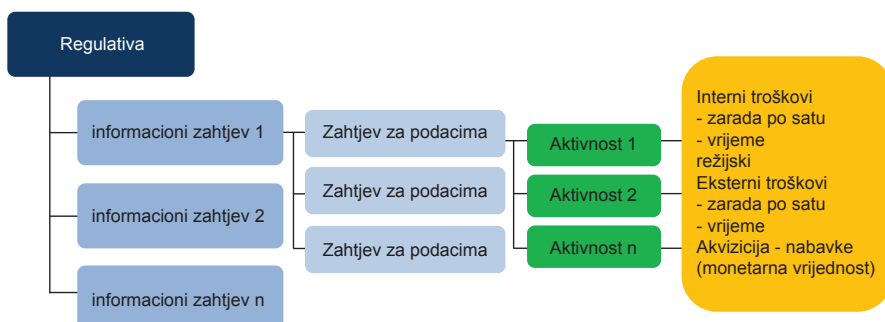 Regulativa
informacioni zahtjev 1
informacioni zahtjev 2
informacioni zahtjev n
Zahtjev za podacima
Zahtjev za podacima
Zahtjev za podacima
Aktivnost 1
Aktivnost 2
Aktivnost n
Interni troškovi
- zarada po satu
- vrijeme
režijski
Eksterni troškovi
- zarada po satu
- vrijeme
Akvizicija - nabavke
(monetarna vrijednost)